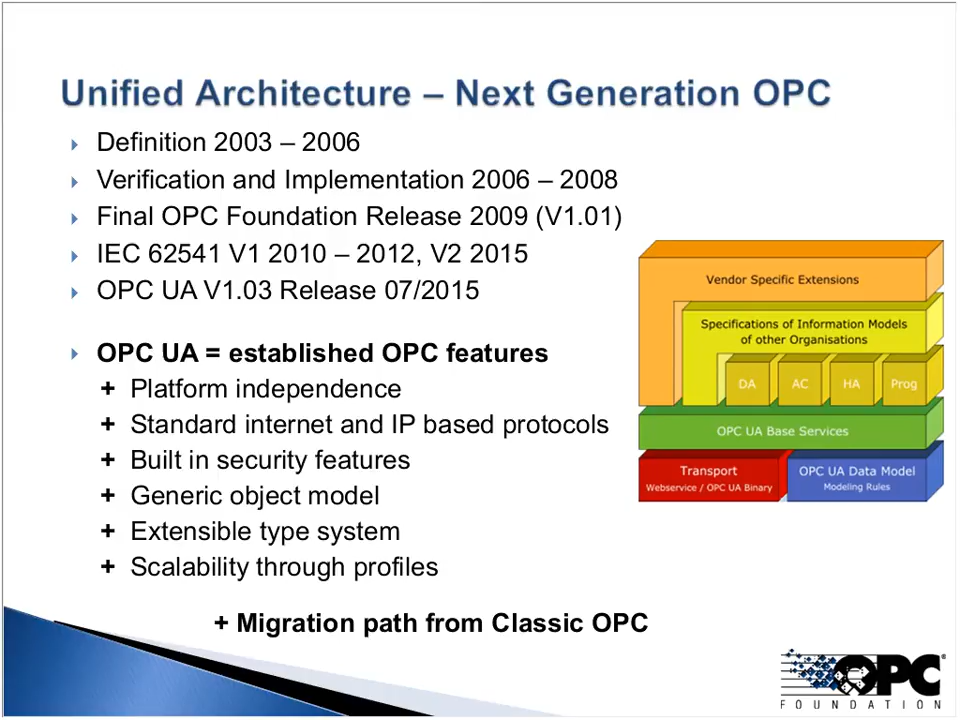 Unified Architecture – Next Generation OPC
Definition 2003 – 2006
Verification and Implementation 2006 – 2008
Final OPC Foundation Release 2009 (V1.01)
IEC 62541 V1 2010 – 2012, V2 2015
OPC UA V1.03 Release 07/2015
OPC UA = established OPC features
+ Platform independence
+ Standard internet and IP based protocols
+ Built in security features
+ Generic object model
+ Extensible type system
+ Scalability through profiles
+ Migration path from Classic OPC
Vendor Specific Extensions
Specifications of Information Models
of other Organisations
DA AC HA Prog
OPC UA Base Services
Transport
Webservice / OPC UA Binary
OPC UA Data Model
Modeling Rules
OPC®
FOUNDATION